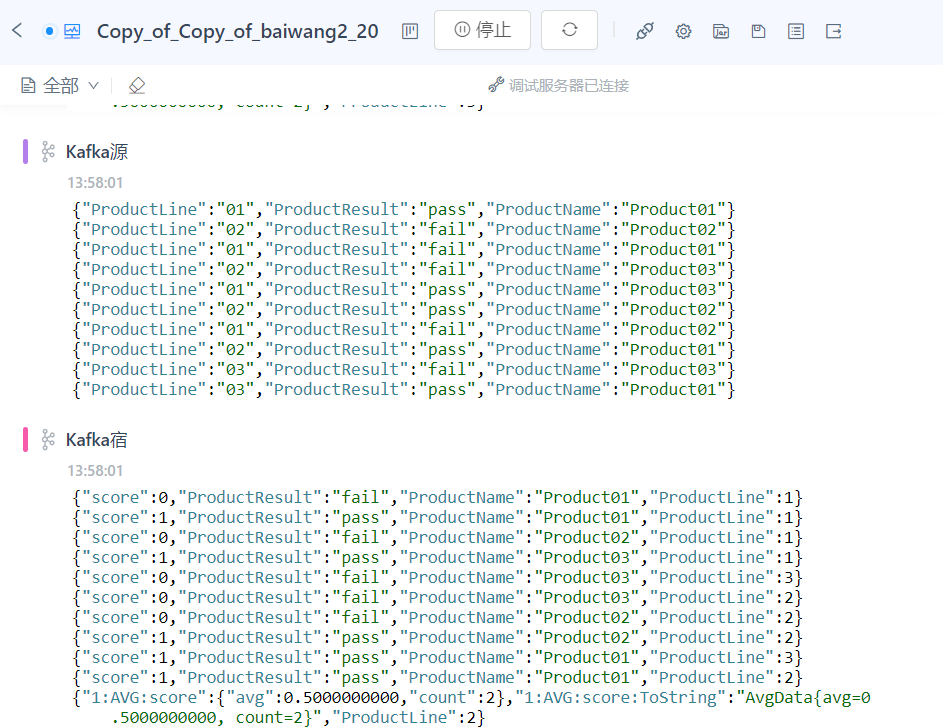 Copy_of_Copy_of_baiwang2_20
停止
全部
调试服务器已连接
.5000000000, count=2}","ProductLine":3}
Kafka源
13:58:01
{"ProductLine":"01","ProductResult":"pass","ProductName":"Product01"}
{"ProductLine":"02","ProductResult":"fail","ProductName":"Product02"}
{"ProductLine":"01","ProductResult":"fail","ProductName":"Product01"}
{"ProductLine":"02","ProductResult":"fail","ProductName":"Product03"}
{"ProductLine":"01","ProductResult":"pass","ProductName":"Product03"}
{"ProductLine":"02","ProductResult":"pass","ProductName":"Product02"}
{"ProductLine":"01","ProductResult":"fail","ProductName":"Product02"}
{"ProductLine":"02","ProductResult":"pass","ProductName":"Product01"}
{"ProductLine":"03","ProductResult":"fail","ProductName":"Product03"}
{"ProductLine":"03","ProductResult":"pass","ProductName":"Product01"}
Kafka宿
13:58:01
{"score":0,"ProductResult":"fail","ProductName":"Product01","ProductLine":1}
{"score":1,"ProductResult":"pass","ProductName":"Product01","ProductLine":1}
{"score":0,"ProductResult":"fail","ProductName":"Product02","ProductLine":1}
{"score":1,"ProductResult":"pass","ProductName":"Product03","ProductLine":1}
{"score":0,"ProductResult":"fail","ProductName":"Product03","ProductLine":3}
{"score":0,"ProductResult":"fail","ProductName":"Product03","ProductLine":2}
{"score":0,"ProductResult":"fail","ProductName":"Product02","ProductLine":2}
{"score":1,"ProductResult":"pass","ProductName":"Product02","ProductLine":2}
{"score":1,"ProductResult":"pass","ProductName":"Product01","ProductLine":3}
{"score":1,"ProductResult":"pass","ProductName":"Product01","ProductLine":2}
{"1:AVG:score":{"avg":0.5000000000,"count":2},"1:AVG:score:ToString":"AvgData{avg=0
.5000000000, count=2}","ProductLine":2}